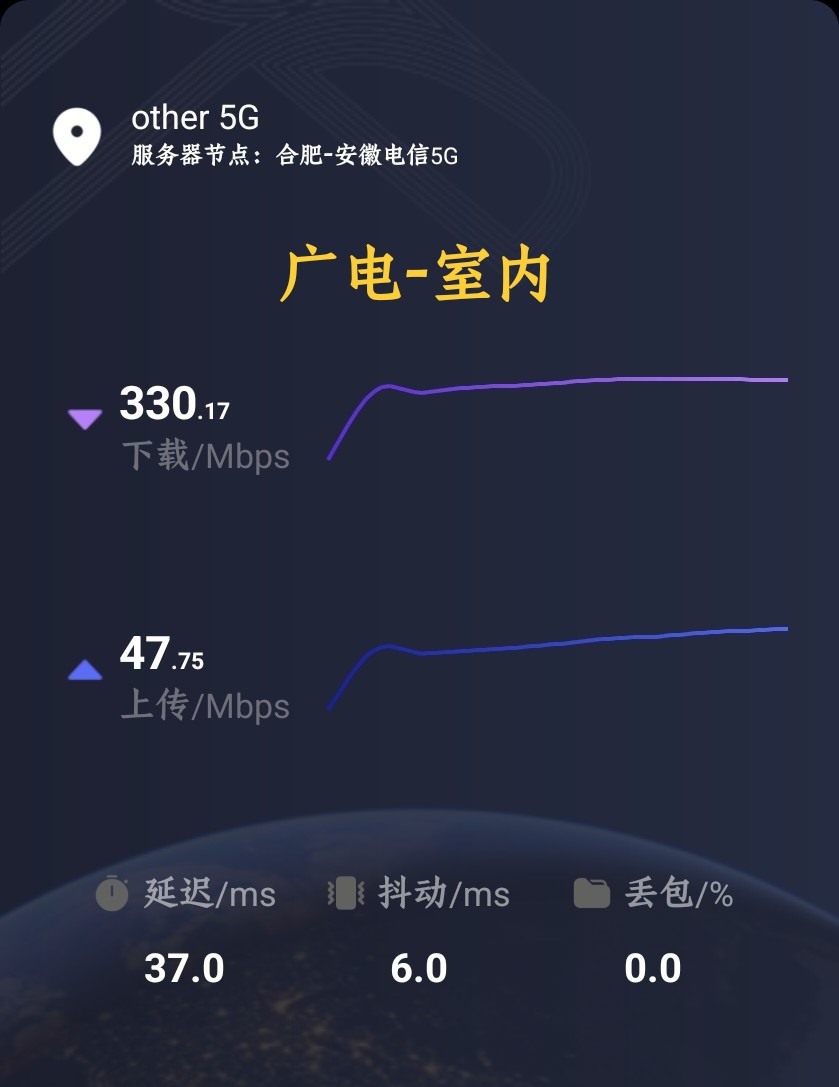 other 5G
服务器节点：合肥-安徽电信5G
广电-室内
330.17
下载/Mbps
47.75
上传/Mbps
延迟/ms 抖动/ms 丢包/%
37.0 6.0 0.0